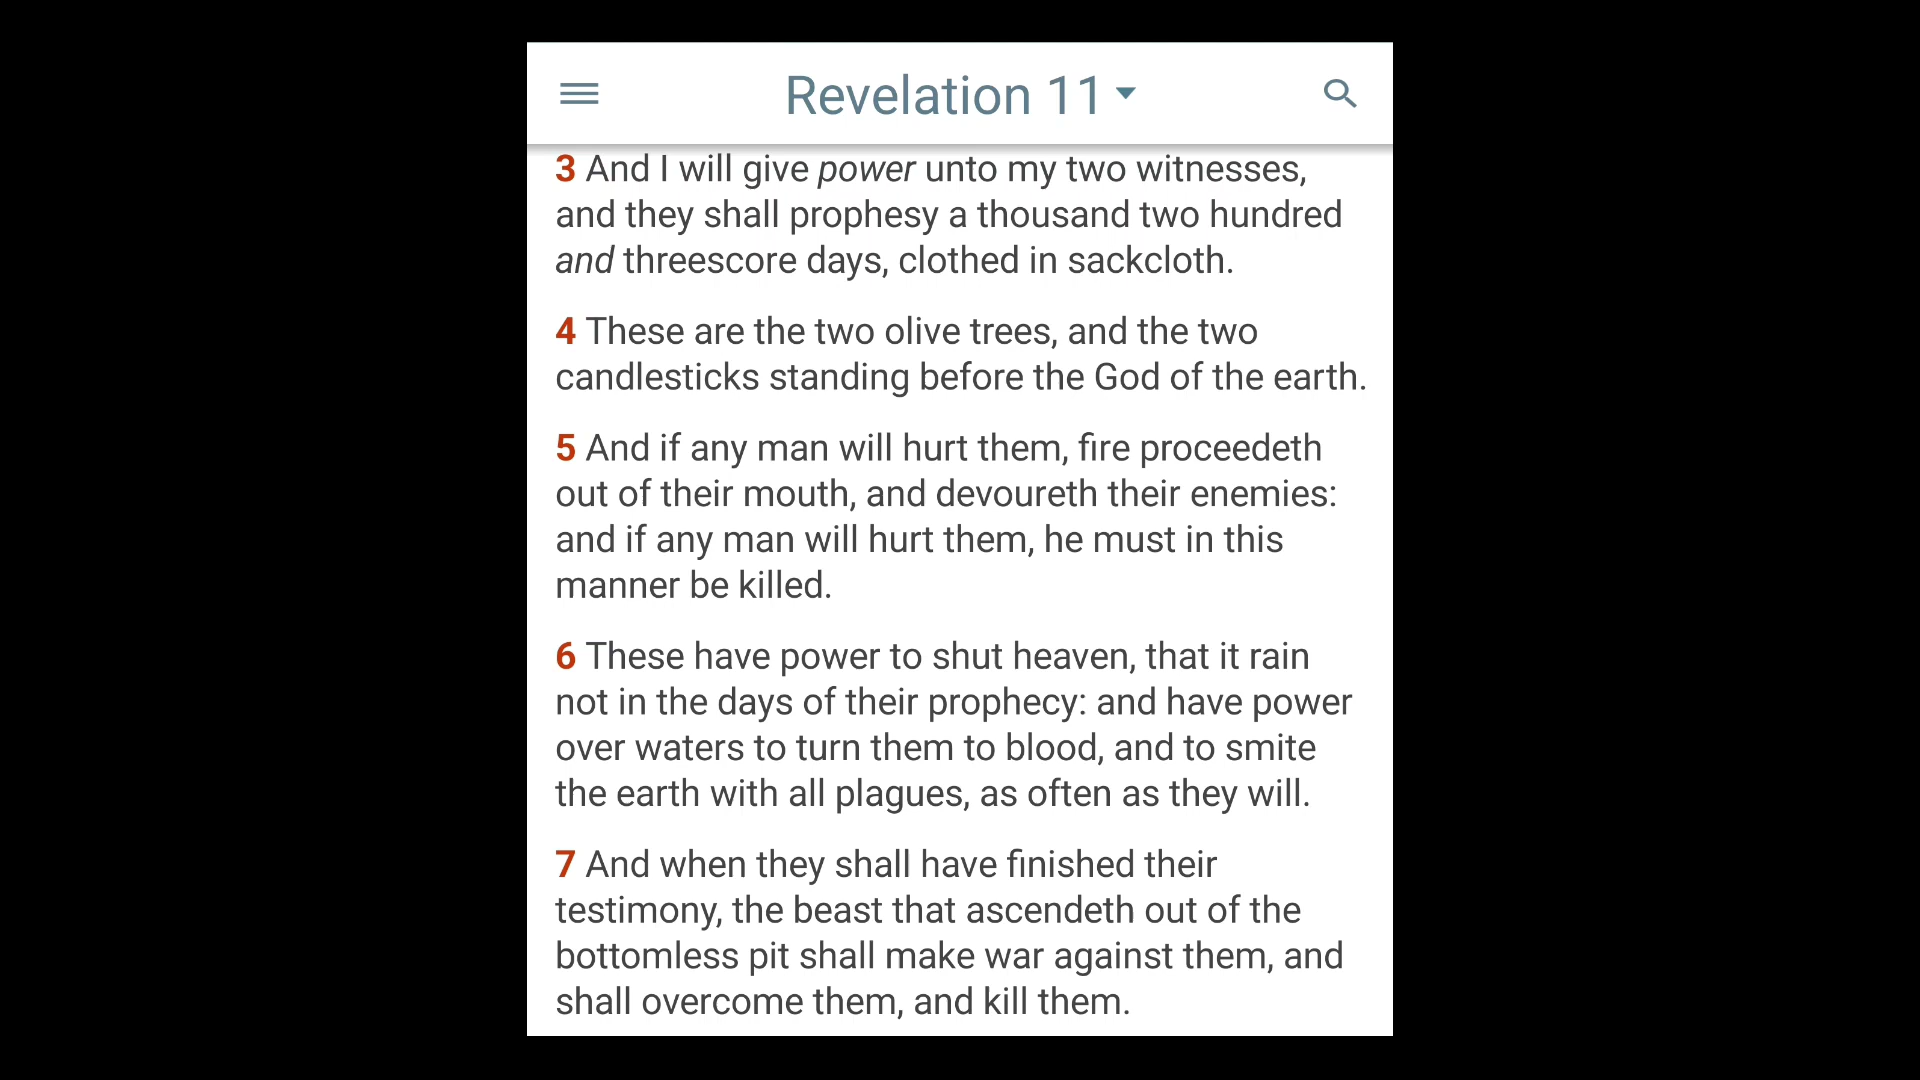 Revelation 11
3 And I will give power unto my two witnesses,
and they shall prophesy a thousand two hundred
and threescore days, clothed in sackcloth.
4 These are the two olive trees, and the two
candlesticks standing before the God of the earth.
5 And if any man will hurt them, fire proceedeth
out of their mouth, and devoureth their enemies:
and if any man will hurt them, he must in this
manner be killed.
6 These have power to shut heaven, that it rain
not in the days of their prophecy: and have power
over waters to turn them to blood, and to smite
the earth with all plagues, as often as they will.
7 And when they shall have finished their
testimony, the beast that ascendeth out of the
bottomless pit shall make war against them, and
shall overcome them, and kill them.